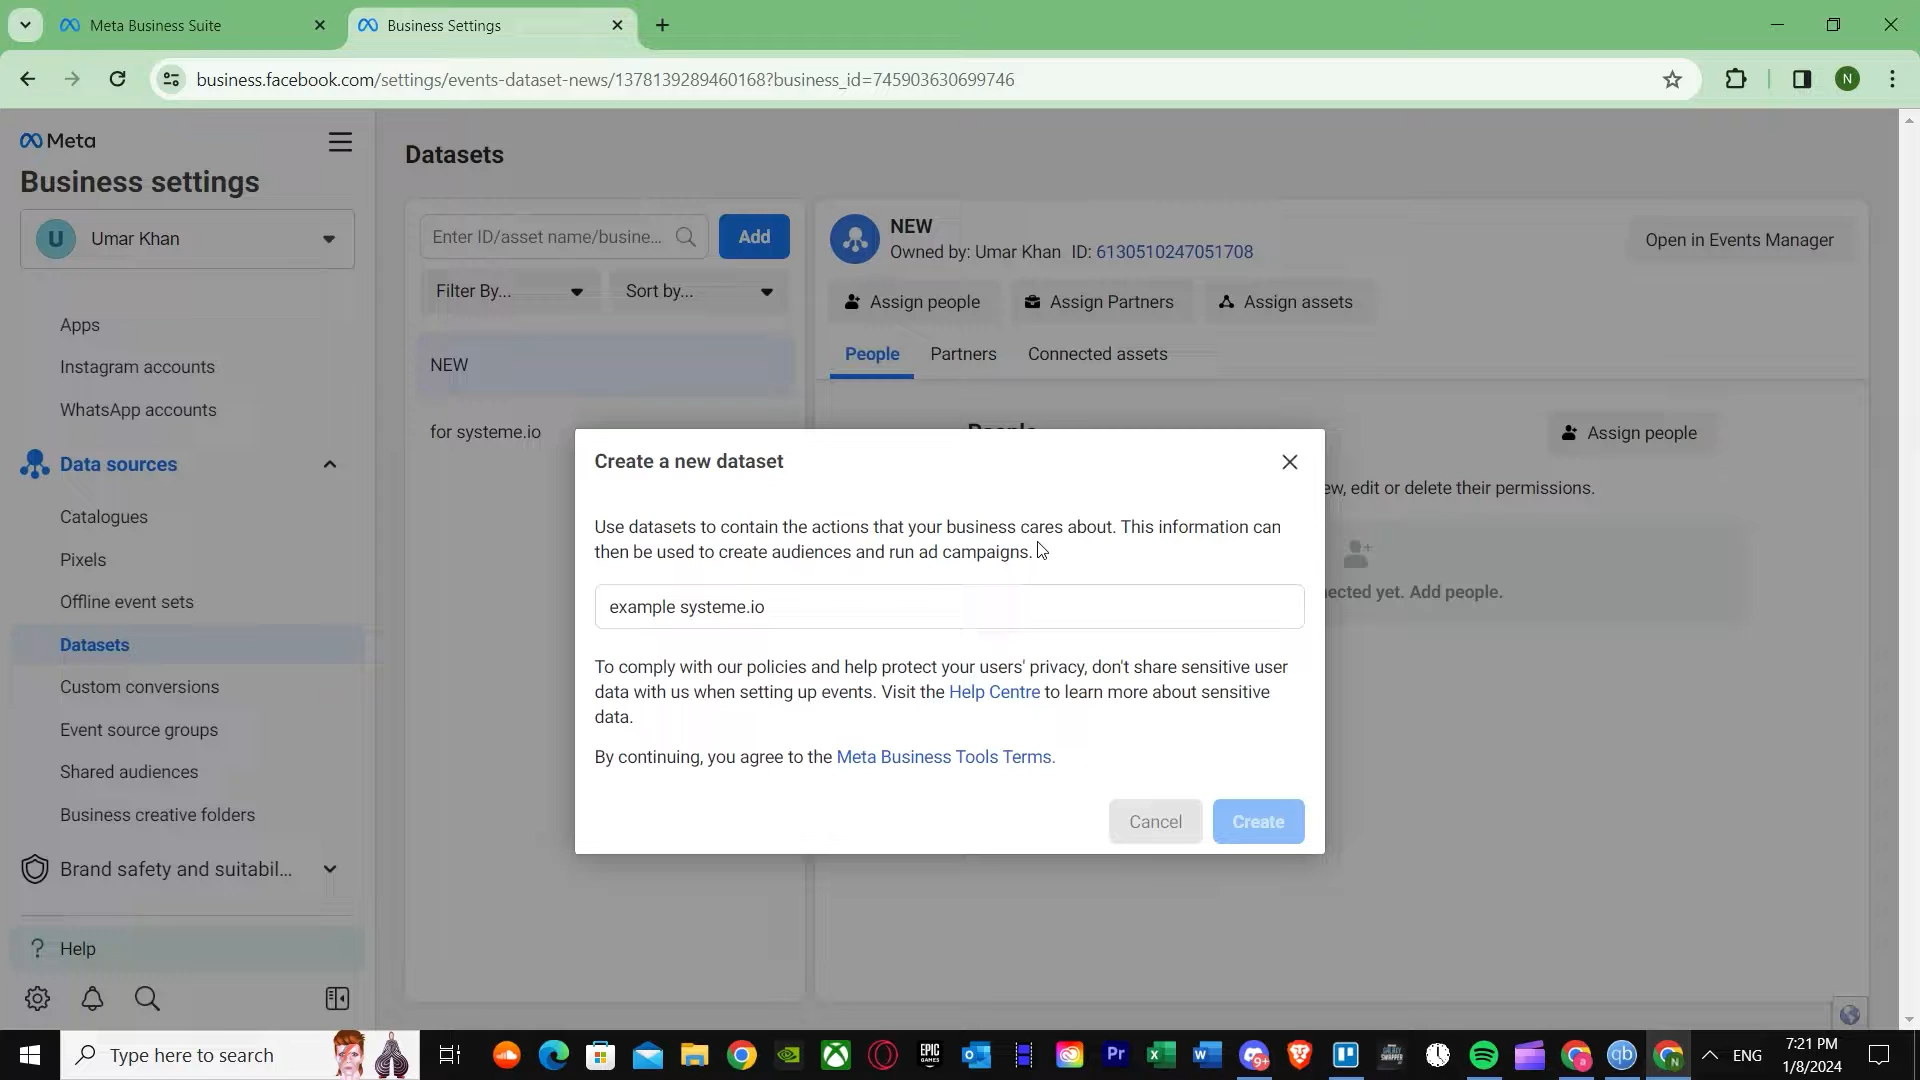 Meta Business Suite
Business Settings
business.facebook.com/settings/events-dataset-news/1378139289460168?business_id=745903630699746
N
Meta
Business settings
U
Umar Khan
Apps
Instagram accounts
WhatsApp accounts
Data sources
Catalogues
Pixels
Offline event sets
Datasets
Custom conversions
Event source groups
Shared audiences
Business creative folders
Brand safety and suitabil...
? Help
Datasets
Enter ID/asset name/busine...
Add
Filter By...
Sort by...
NEW
for systeme.io
NEW
Owned by: Umar Khan ID: 6130510247051708
Open in Events Manager
Assign people
Assign Partners
Assign assets
People
Partners
Connected assets
People
Assign people
ew, edit or delete their permissions.
ected yet. Add people.
Create a new dataset
Use datasets to contain the actions that your business cares about. This information can
then be used to create audiences and run ad campaigns.
example systeme.io
To comply with our policies and help protect your users' privacy, don't share sensitive user
data with us when setting up events. Visit the Help Centre to learn more about sensitive
data.
By continuing, you agree to the Meta Business Tools Terms.
Cancel
Create
Type here to search
EPIC
GAMES
Pr
9+
qb
N
ENG
7:21 PM
1/8/2024